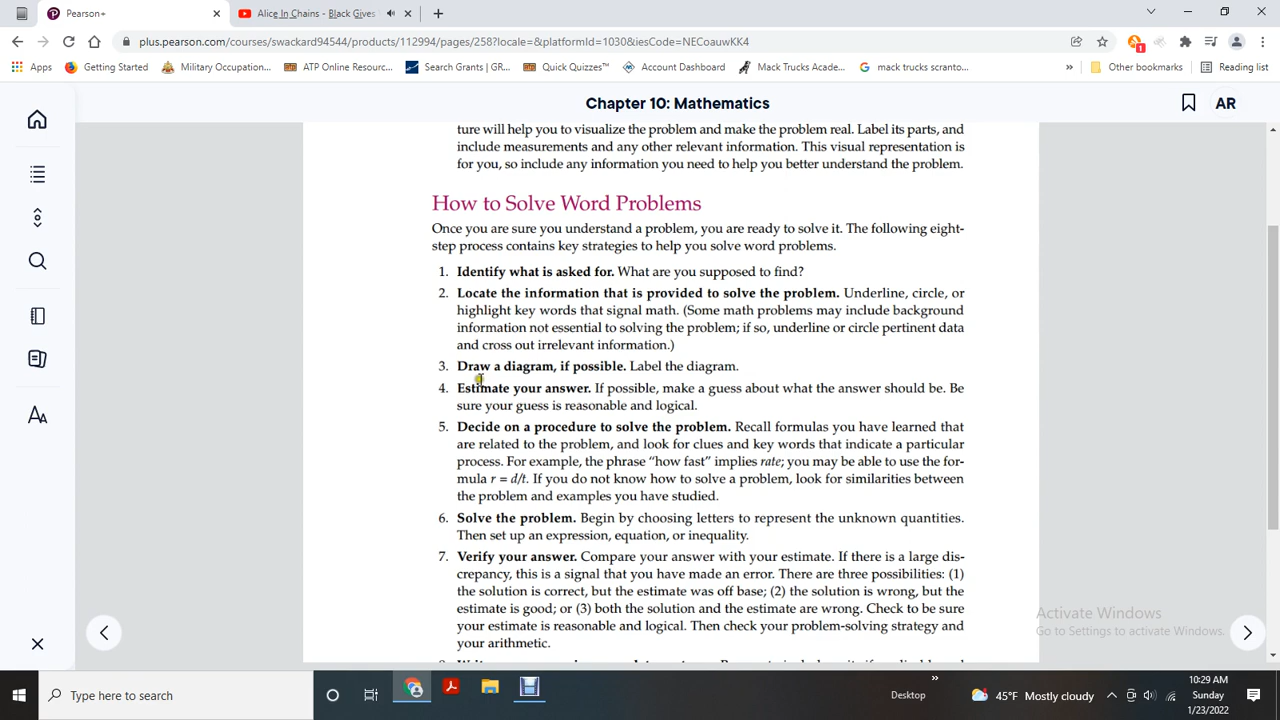 Pearson+
Alice In Chains - Black Gives
plus.pearson.com/courses/swackard94544/products/112994/pages/258?locale=&platformId=1030&iesCode=NECoauwKK4
Apps Getting Started Military Occupation... ATP Online Resourc... Search Grants | GR... Quick Quizzes™ Account Dashboard Mack Trucks Acade... mack trucks scranto... » Other bookmarks Reading list
Chapter 10: Mathematics
AR
ture will help you to visualize the problem and make the problem real. Label its parts, and
include measurements and any other relevant information. This visual representation is
for you, so include any information you need to help you better understand the problem.
How to Solve Word Problems
Once you are sure you understand a problem, you are ready to solve it. The following eight-
step process contains key strategies to help you solve word problems.
1. Identify what is asked for. What are you supposed to find?
2. Locate the information that is provided to solve the problem. Underline, circle, or
highlight key words that signal math. (Some math problems may include background
information not essential to solving the problem; if so, underline or circle pertinent data
and cross out irrelevant information.)
3. Draw a diagram, if possible. Label the diagram.
4. Estimate your answer. If possible, make a guess about what the answer should be. Be
sure your guess is reasonable and logical.
5. Decide on a procedure to solve the problem. Recall formulas you have learned that
are related to the problem, and look for clues and key words that indicate a particular
process. For example, the phrase “how fast” implies rate; you may be able to use the for-
mula r = d/t. If you do not know how to solve a problem, look for similarities between
the problem and examples you have studied.
6. Solve the problem. Begin by choosing letters to represent the unknown quantities.
Then set up an expression, equation, or inequality.
7. Verify your answer. Compare your answer with your estimate. If there is a large dis-
crepancy, this is a signal that you have made an error. There are three possibilities: (1)
the solution is correct, but the estimate was off base; (2) the solution is wrong, but the
estimate is good; or (3) both the solution and the estimate are wrong. Check to be sure
your estimate is reasonable and logical. Then check your problem-solving strategy and
your arithmetic.
Activate Windows
Go to Settings to activate Windows.
Type here to search
Desktop
»
45°F Mostly cloudy
10:29 AM
Sunday
1/23/2022